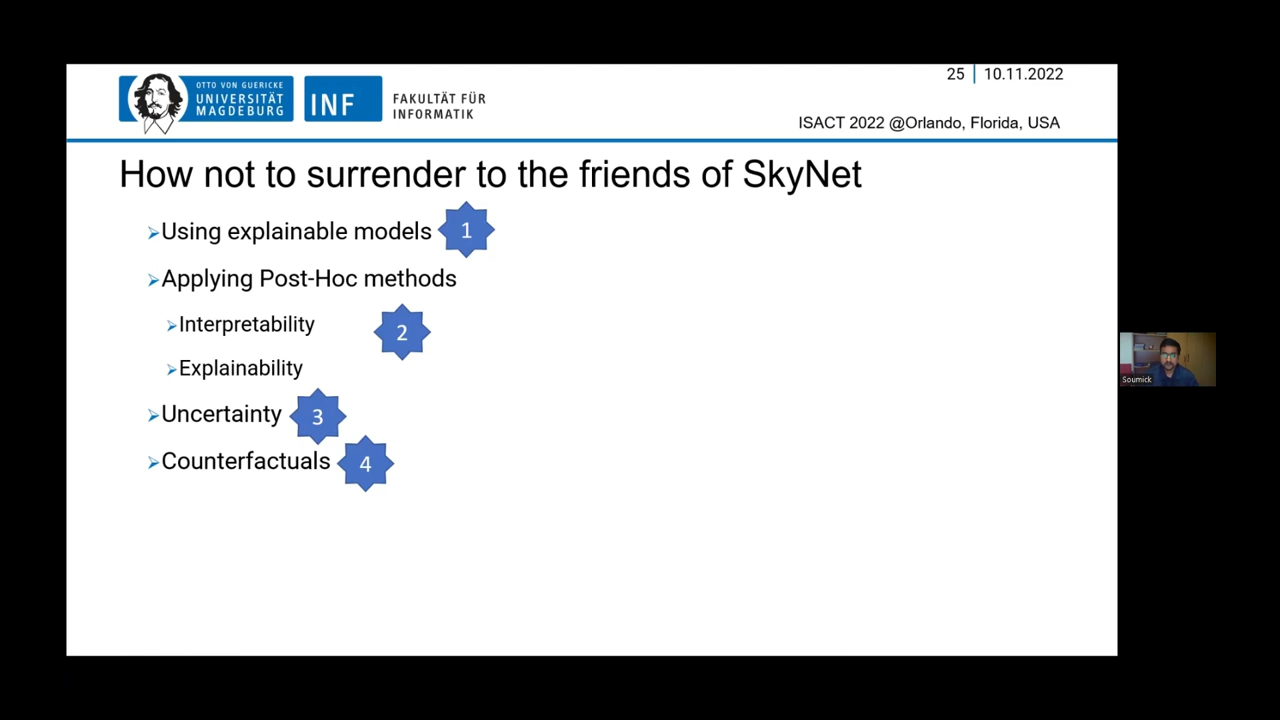 OTTO VON GUERICKE
UNIVERSITÄT
MAGDEBURG
INF
FAKULTÄT FÜR
INFORMATIK
25 | 10.11.2022
ISACT 2022 @Orlando, Florida, USA
How not to surrender to the friends of SkyNet
Using explainable models 1
Applying Post-Hoc methods
Interpretability
2
Explainability
Uncertainty 3
Counterfactuals 4
Soumick